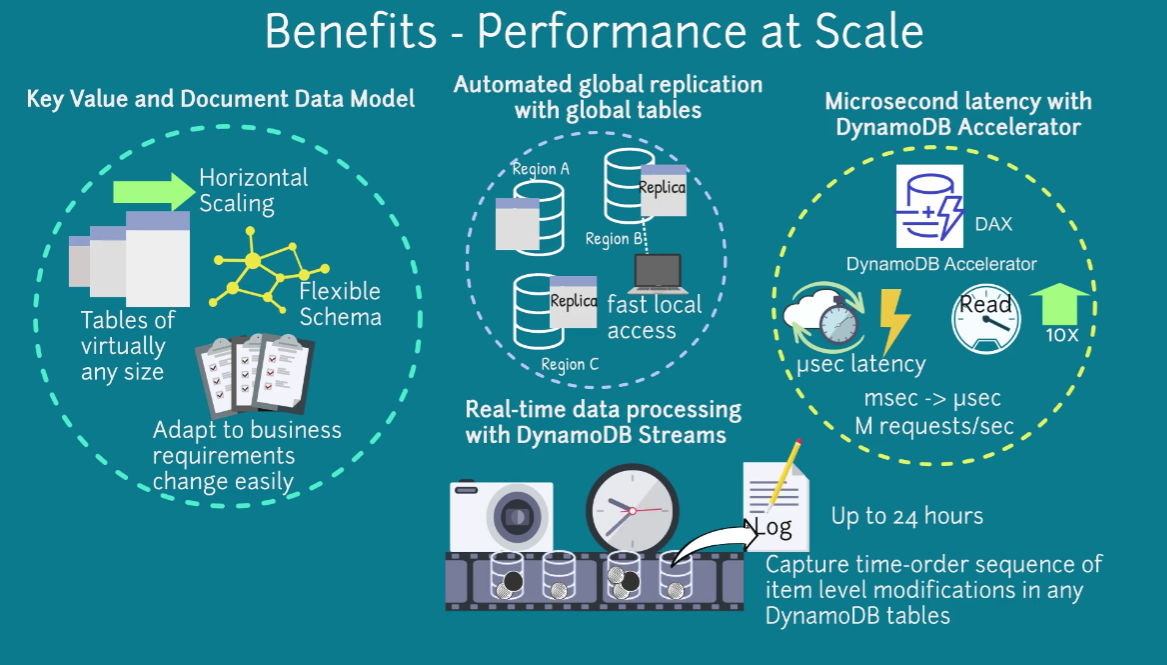 Benefits - Performance at Scale
Key Value and Document Data Model
Horizontal
Scaling
Flexible
Schema
Tables of
virtually
any size
Adapt to business
requirements
change easily
Automated global replication
with global tables
Region A
Replica
Region B
Replica
fast local
access
Region C
Microsecond latency with
DynamoDB Accelerator
DAX
DynamoDB Accelerator
Read
10X
µsec latency
msec -> µsec
M requests/sec
Real-time data processing
with DynamoDB Streams
Log
Up to 24 hours
Capture time-order sequence of
item level modifications in any
DynamoDB tables